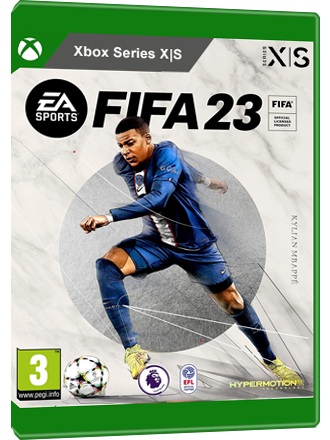 Xbox Series X|S
SERIES X|S
EA
SPORTS
FIFA 23
FIFA
OFFICIAL
LICENSED
PRODUCT
KYLIAN MBAPPÉ
3
www.pegi.info
EFL
HYPERMOTION